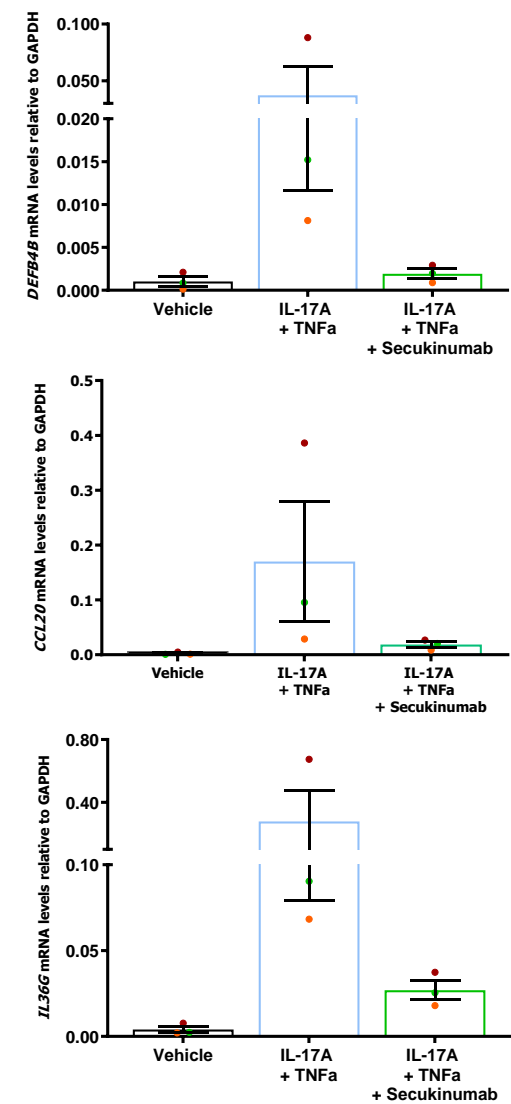 DEFB4B mRNA levels relative to GAPDH
0.100
0.050
0.020
0.015
0.010
0.005
0.000
Vehicle
IL-17A
+ TNFa
IL-17A
+ TNFa
+ Secukinumab
CCL20 mRNA levels relative to GAPDH
0.5
0.4
0.3
0.2
0.1
0.0
Vehicle
IL-17A
+ TNFa
IL-17A
+ TNFa
+ Secukinumab
IL36G mRNA levels relative to GAPDH
0.80
0.40
0.10
0.05
0.00
Vehicle
IL-17A
+ TNFa
IL-17A
+ TNFa
+ Secukinumab